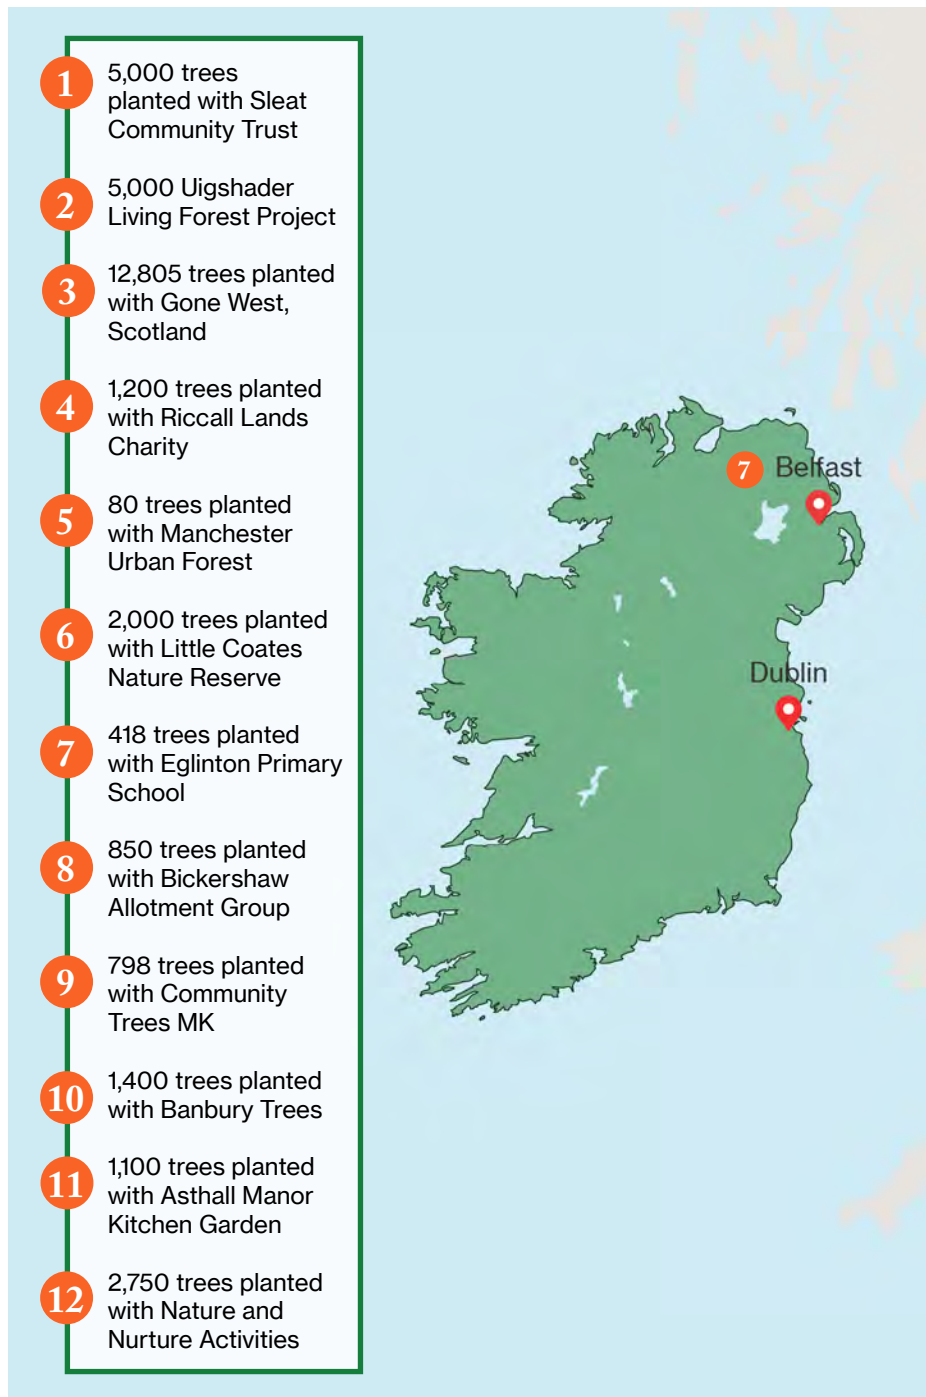 1
5,000 trees
planted with Sleat
Community Trust
2
5,000 Uigshader
Living Forest Project
3
12,805 trees planted
with Gone West,
Scotland
4
1,200 trees planted
with Riccall Lands
Charity
5
80 trees planted
with Manchester
Urban Forest
6
2,000 trees planted
with Little Coates
Nature Reserve
7
418 trees planted
with Eglinton Primary
School
8
850 trees planted
with Bickershaw
Allotment Group
9
798 trees planted
with Community
Trees MK
10
1,400 trees planted
with Banbury Trees
11
1,100 trees planted
with Asthall Manor
Kitchen Garden
12
2,750 trees planted
with Nature and
Nurture Activities
7
Belfast
Dublin